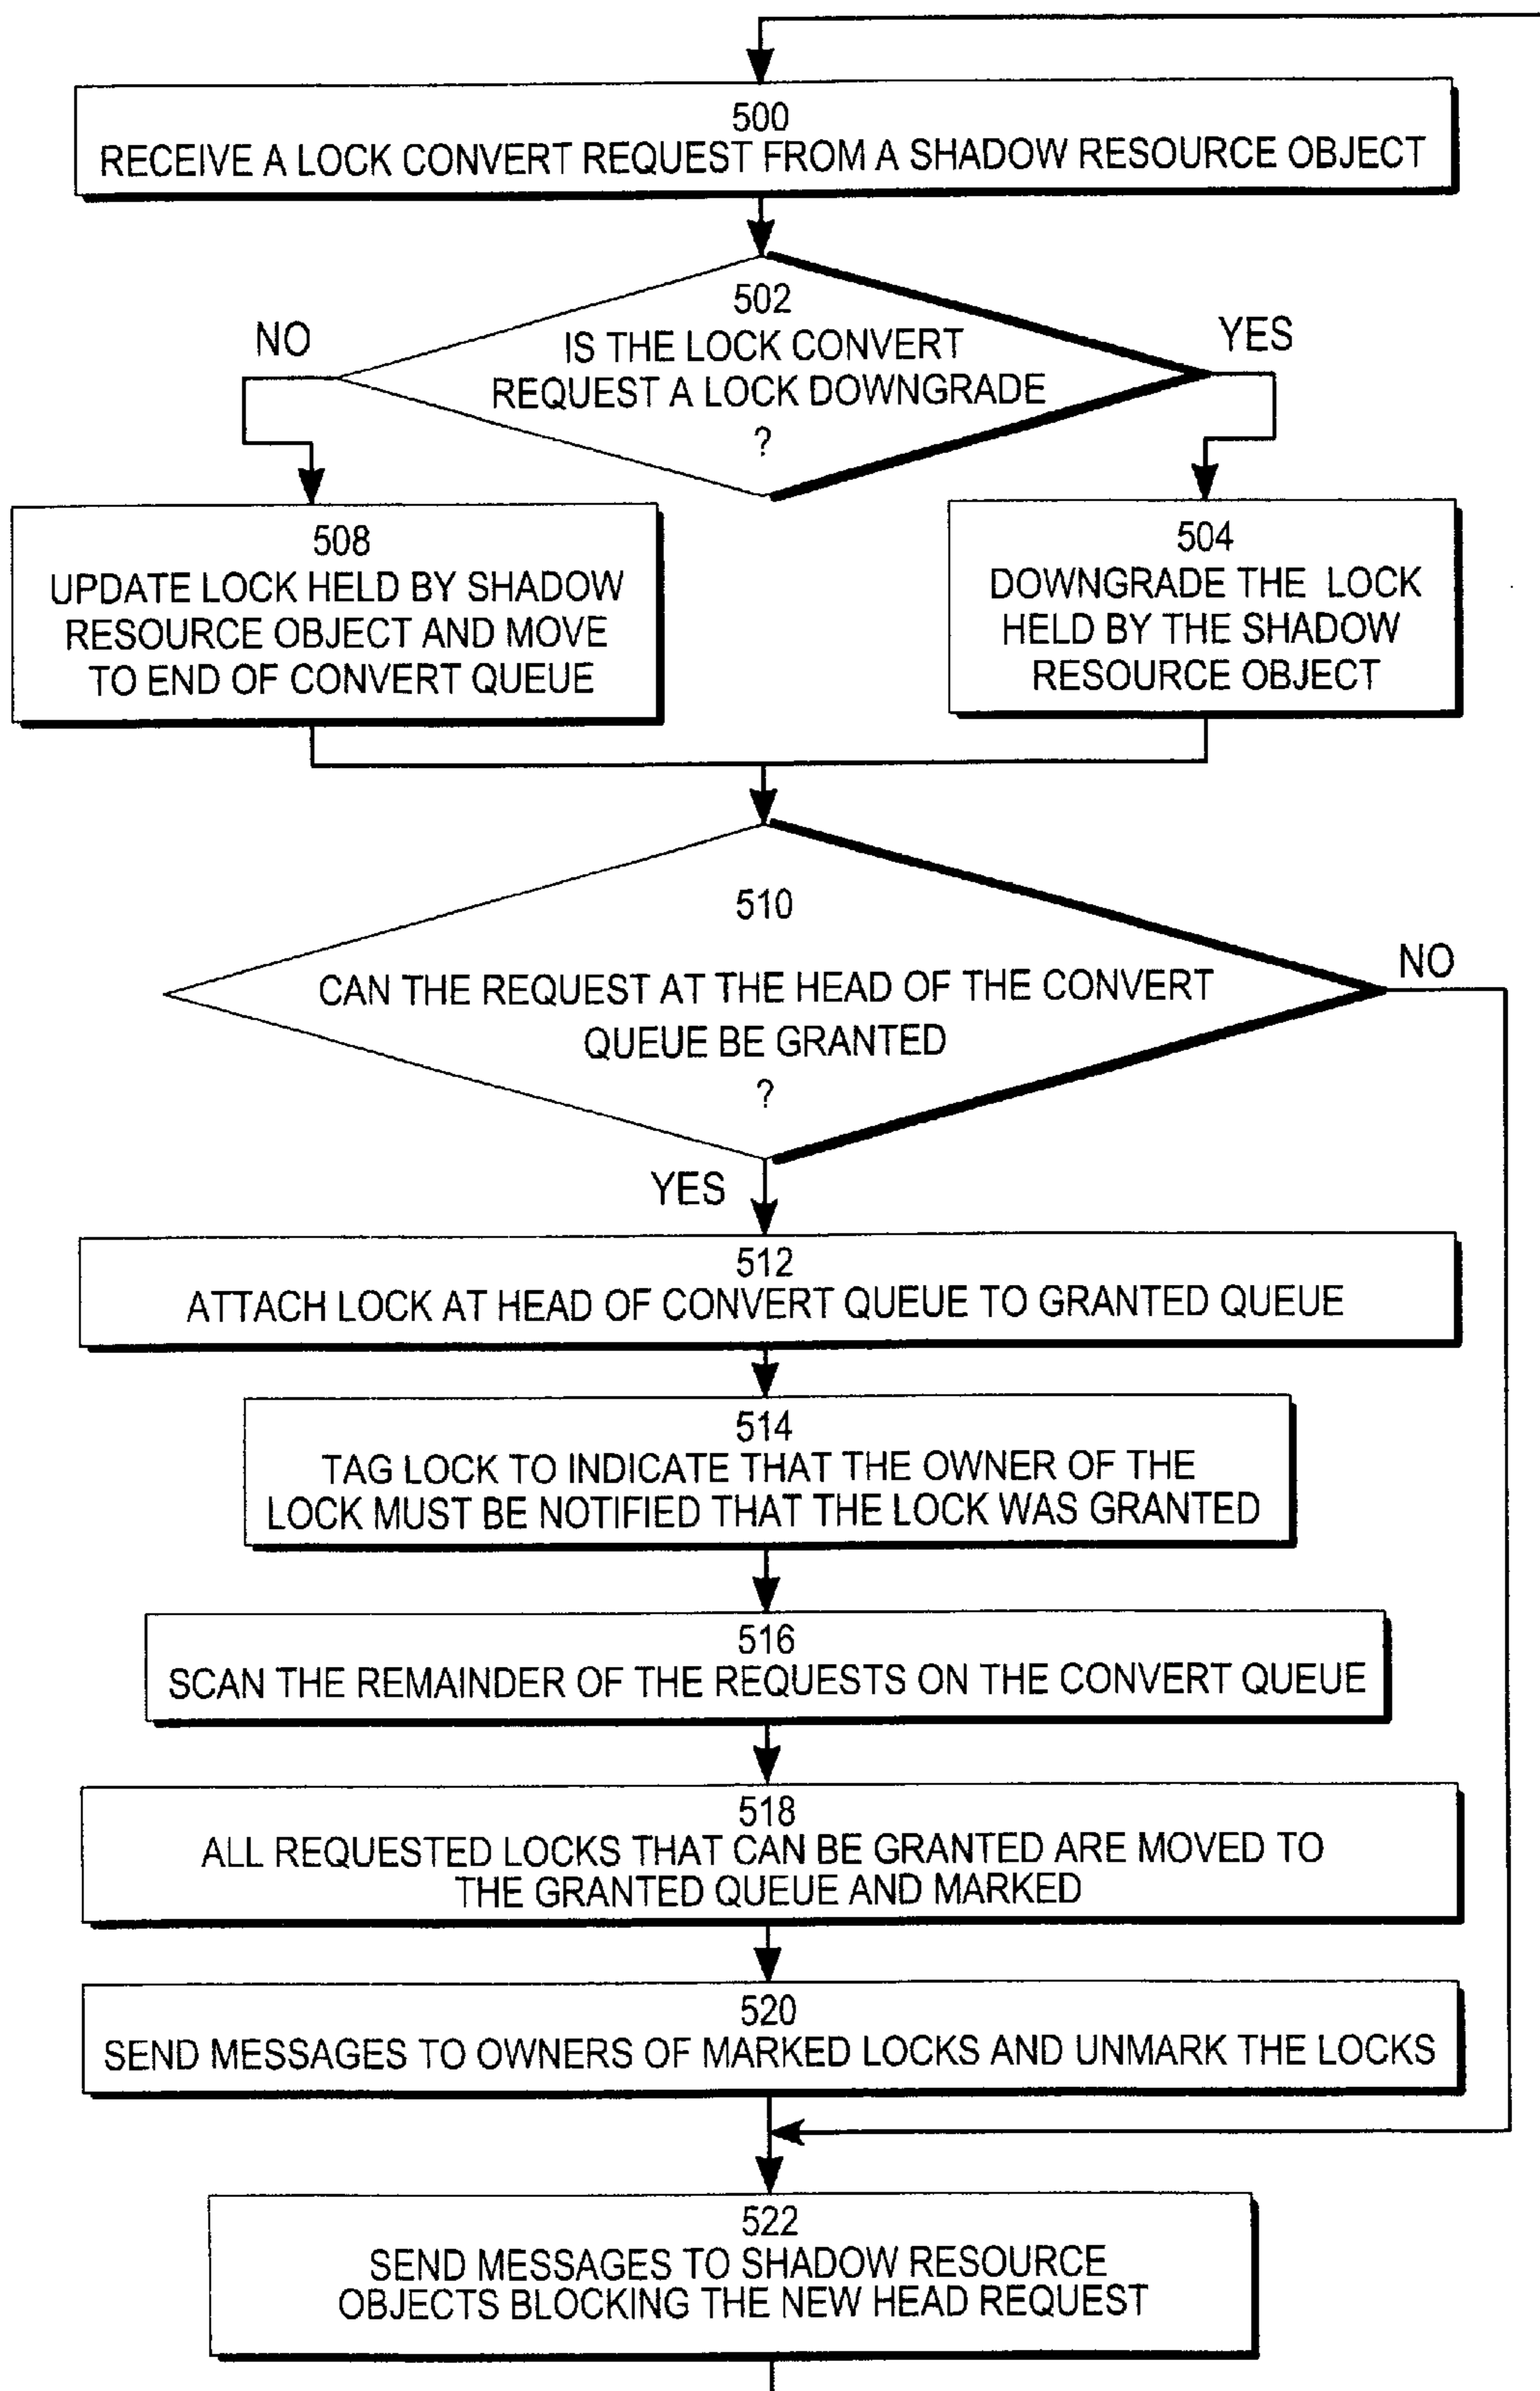 500
RECEIVE A LOCK CONVERT REQUEST FROM A SHADOW RESOURCE OBJECT
502
IS THE LOCK CONVERT
REQUEST A LOCK DOWNGRADE
?
NO
YES
508
UPDATE LOCK HELD BY SHADOW
RESOURCE OBJECT AND MOVE
TO END OF CONVERT QUEUE
504
DOWNGRADE THE LOCK
HELD BY THE SHADOW
RESOURCE OBJECT
510
CAN THE REQUEST AT THE HEAD OF THE CONVERT
QUEUE BE GRANTED
?
NO
YES
512
ATTACH LOCK AT HEAD OF CONVERT QUEUE TO GRANTED QUEUE
514
TAG LOCK TO INDICATE THAT THE OWNER OF THE
LOCK MUST BE NOTIFIED THAT THE LOCK WAS GRANTED
516
SCAN THE REMAINDER OF THE REQUESTS ON THE CONVERT QUEUE
518
ALL REQUESTED LOCKS THAT CAN BE GRANTED ARE MOVED TO
THE GRANTED QUEUE AND MARKED
520
SEND MESSAGES TO OWNERS OF MARKED LOCKS AND UNMARK THE LOCKS
522
SEND MESSAGES TO SHADOW RESOURCE
OBJECTS BLOCKING THE NEW HEAD REQUEST